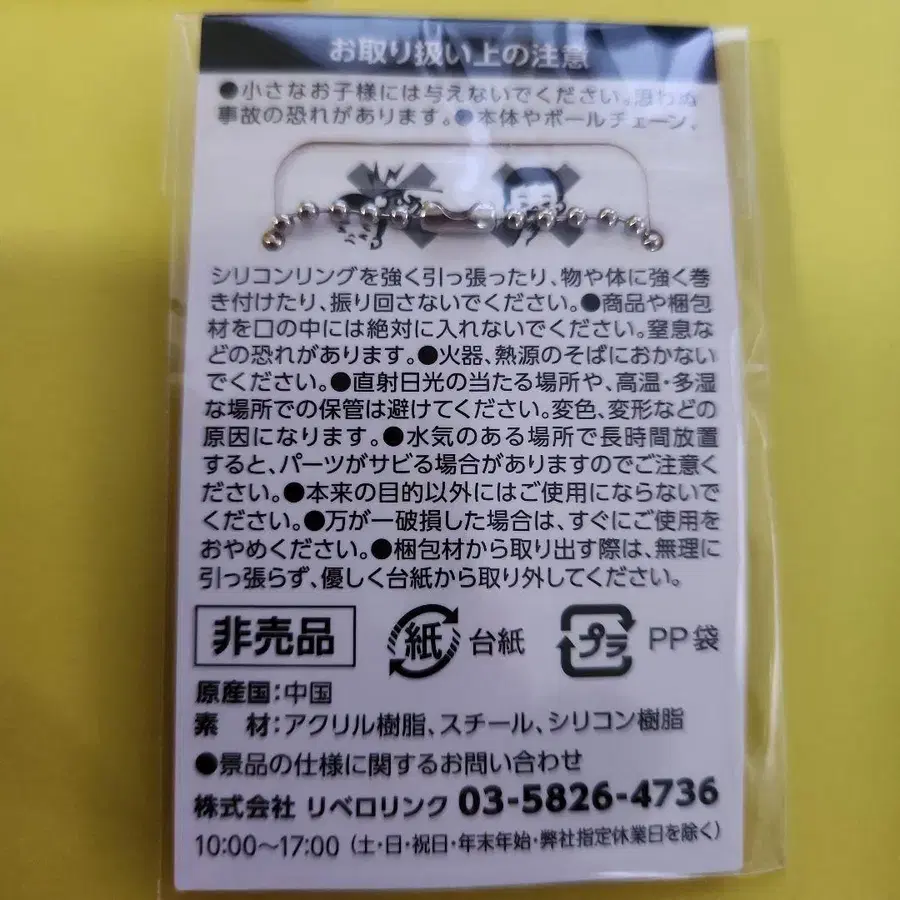 お取り扱い上の注意
●小さなお子様には与えないでください。思わぬ
事故の恐れがあります。●本体やボールチェーン、
シリコンリングを強く引っ張ったり、物や体に強く巻
き付けたり、振り回さないでください。●商品や梱包
材を口の中には絶対に入れないでください。窒息な
どの恐れがあります。●火器、熱源のそばにおかない
でください。●直射日光の当たる場所や、高温・多湿
な場所での保管は避けてください。変色、変形などの
原因になります。●水気のある場所で長時間放置
すると、パーツがサビる場合がありますのでご注意く
ださい。●本来の目的以外にはご使用にならないで
ください。●万が一破損した場合は、すぐにご使用を
おやめください。●梱包材から取り出す際は、無理に
引っ張らず、優しく台紙から取り外してください。
非売品 紙 台紙 プラ PP袋
原産国:中国
素 材:アクリル樹脂、スチール、シリコン樹脂
●景品の仕様に関するお問い合わせ
株式会社 リベロリンク 03-5826-4736
10:00～17:00 (土・日・祝日・年末年始・弊社指定休業日を除く)